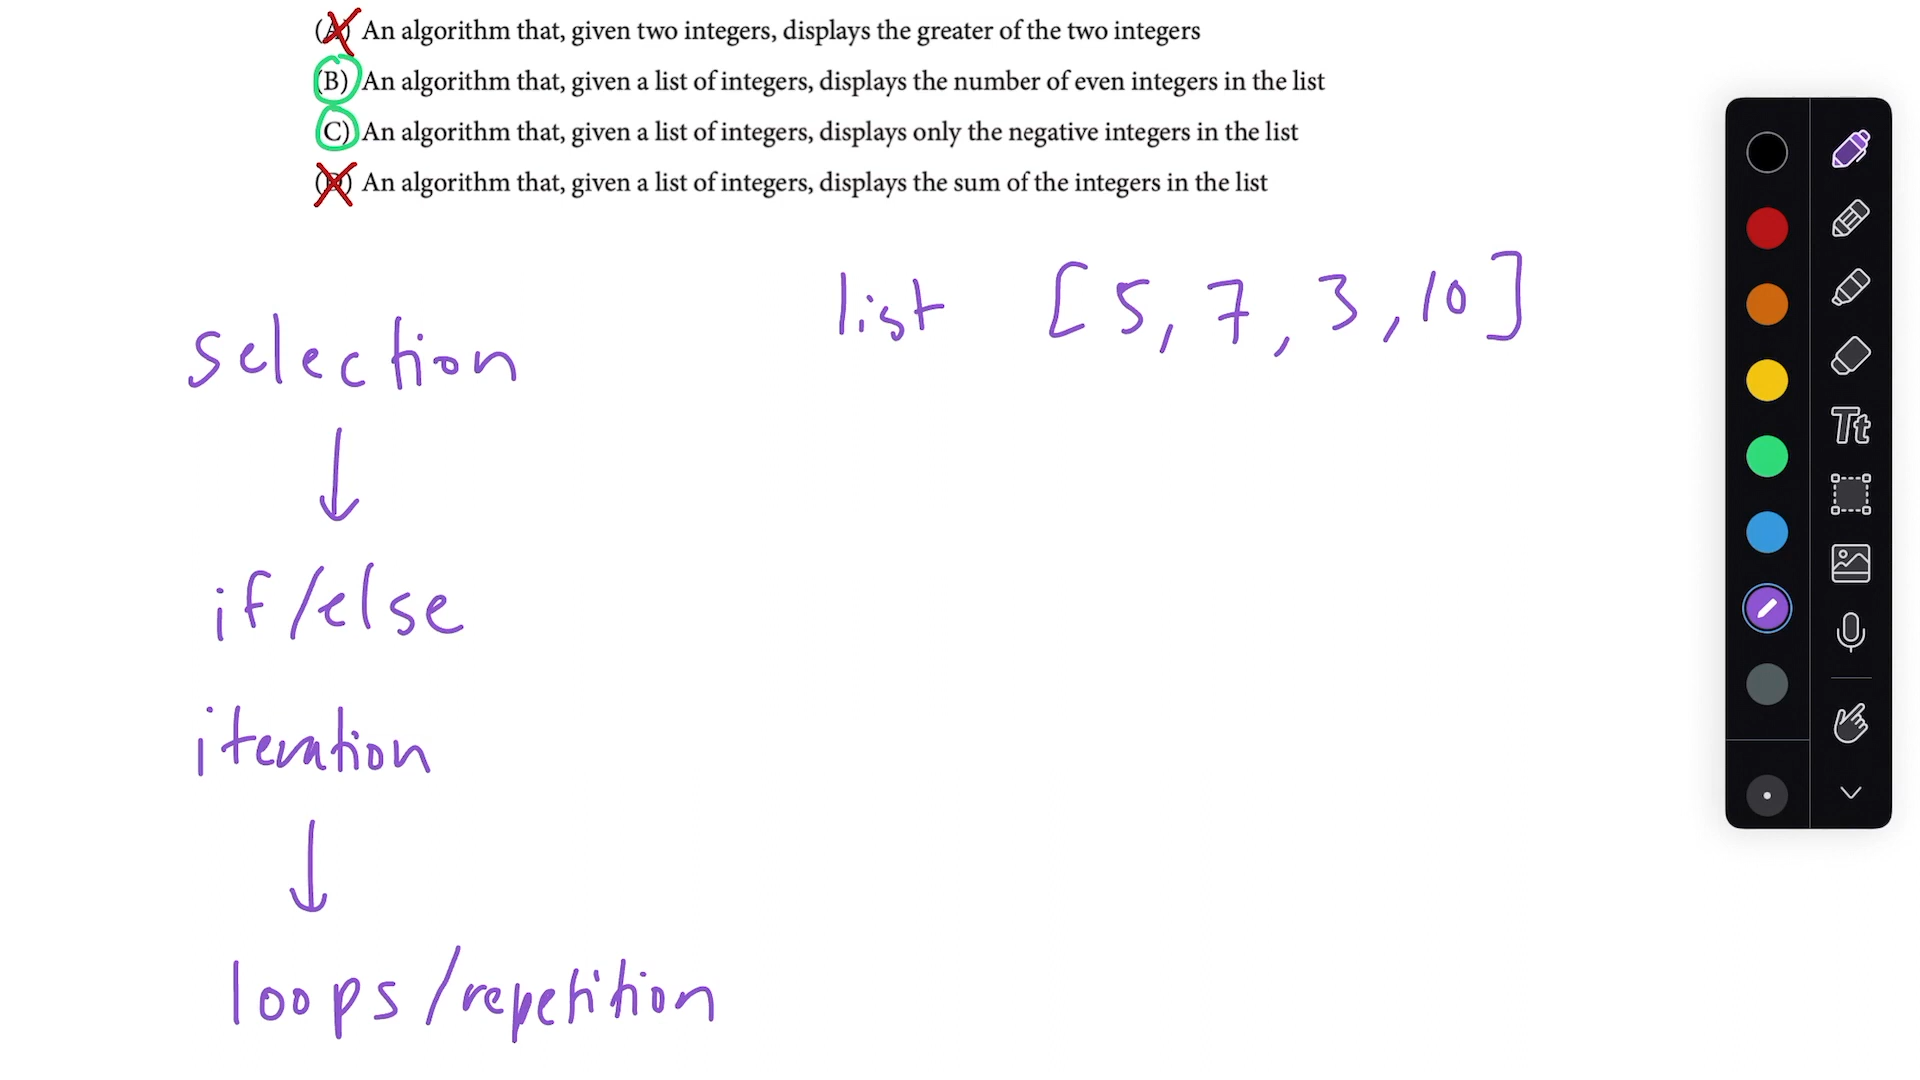 (A) An algorithm that, given two integers, displays the greater of the two integers
(B) An algorithm that, given a list of integers, displays the number of even integers in the list
(C) An algorithm that, given a list of integers, displays only the negative integers in the list
(D) An algorithm that, given a list of integers, displays the sum of the integers in the list
list [5, 7, 3, 10]
selection
if/else
iteration
loops/repetition
Tt